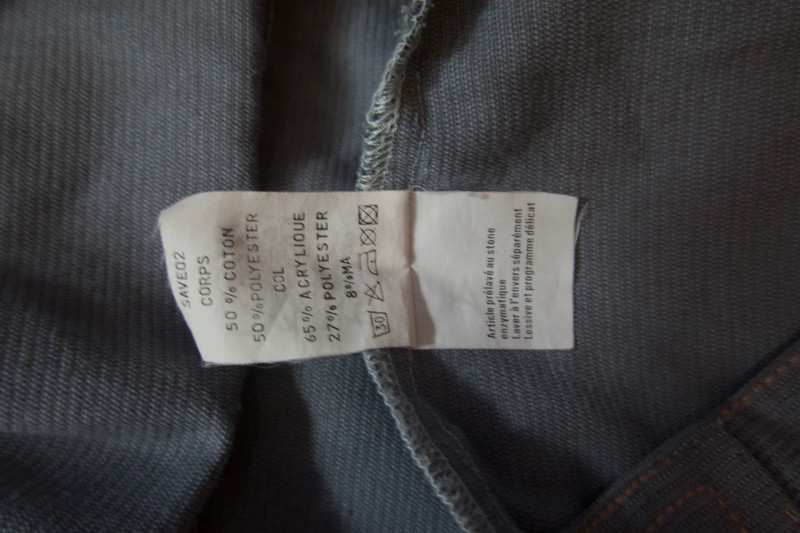 SAVE02
CORPS
50 % COTON
50 % POLYESTER
COL
65 % ACRYLIQUE
27 % POLYESTER
8 % MA
30
Article prélavé au stone
enzymatique
Laver à l'envers séparément
Lessive et programme délicat